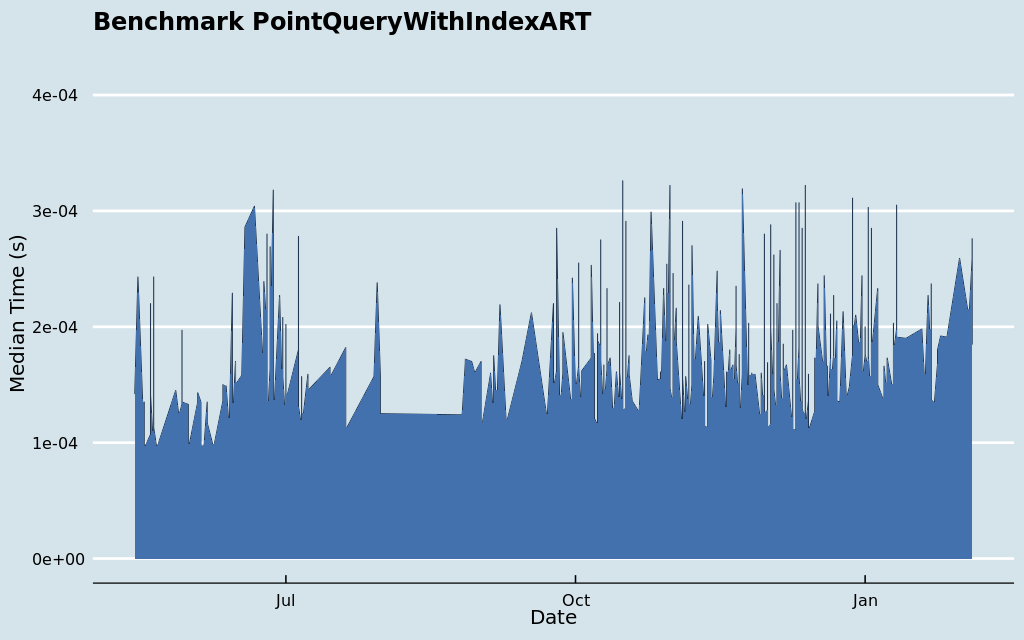 Benchmark PointQueryWithIndexART
4e-04
3e-04
2e-04
1e-04
0e+00
Median Time (s)
Jul
Oct
Jan
Date